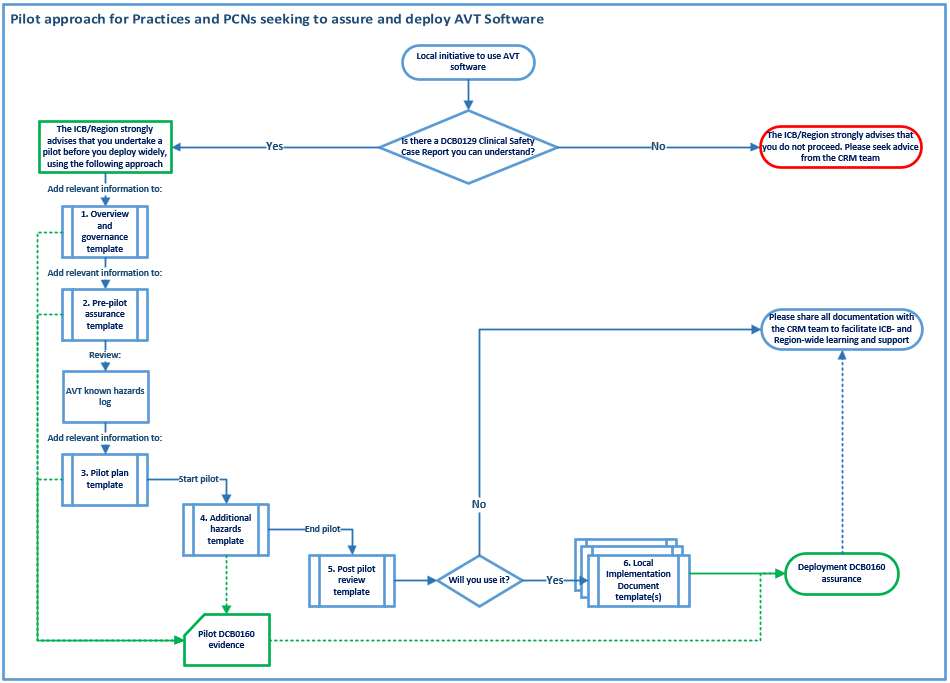 Pilot approach for Practices and PCNs seeking to assure and deploy AVT Software
Local initiative to use AVT
software
Is there a DCB0129 Clinical Safety
Case Report you can understand?
Yes
No
The ICB/Region strongly
advises that you undertake a
pilot before you deploy widely,
using the following approach
The ICB/Region strongly advises that
you do not proceed. Please seek advice
from the CRM team
Add relevant information to:
1. Overview
and
governance
template
Add relevant information to:
2. Pre-pilot
assurance
template
Review:
AVT known hazards
log
Add relevant information to:
3. Pilot plan
template
Start pilot
4. Additional
hazards
template
End pilot
5. Post pilot
review
template
Will you use it?
No
Yes
6. Local
Implementation
Document
template(s)
Deployment DCB0160
assurance
Please share all documentation with
the CRM team to facilitate ICB- and
Region-wide learning and support
Pilot DCB0160
evidence